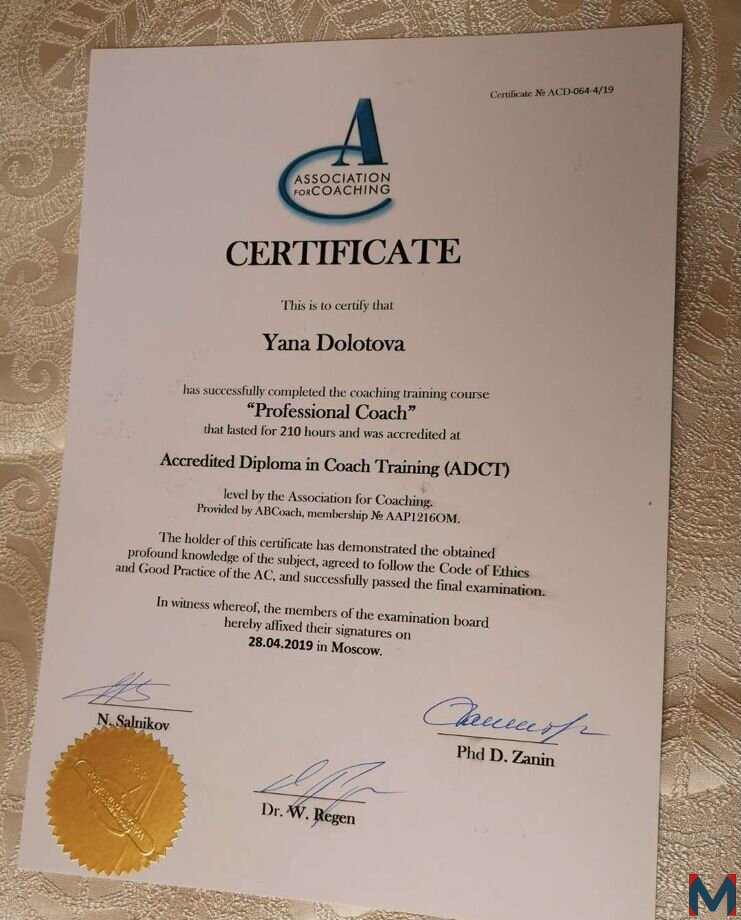 Certificate № ACD-064-4/19
A
ASSOCIATION
FOR COACHING
CERTIFICATE
This is to certify that
Yana Dolotova
has successfully completed the coaching training course
“Professional Coach”
that lasted for 210 hours and was accredited at
Accredited Diploma in Coach Training (ADCT)
level by the Association for Coaching.
Provided by ABCoach, membership № AAP1216OM.
The holder of this certificate has demonstrated the obtained
profound knowledge of the subject, agreed to follow the Code of Ethics
and Good Practice of the AC, and successfully passed the final examination.
In witness whereof, the members of the examination board
hereby affixed their signatures on
28.04.2019 in Moscow.
N. Salnikov
Phd D. Zanin
Dr. W. Regen
M